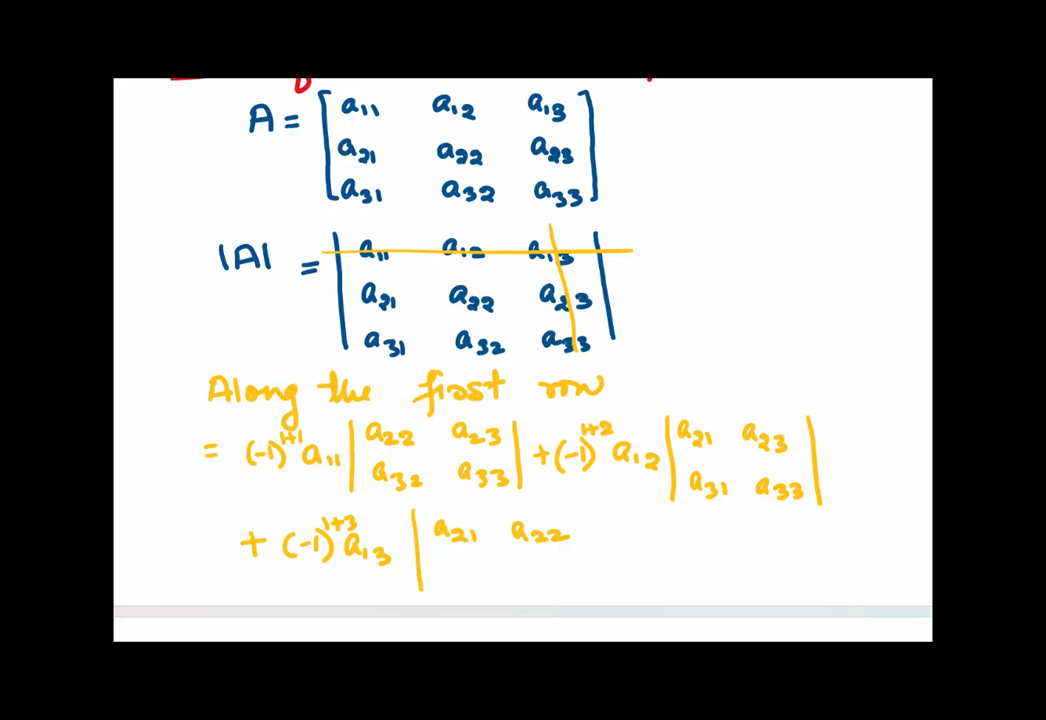 A = [ a11 a12 a13
a21 a22 a23
a31 a32 a33 ]
|A| = | a11 a12 a13 |
a21 a22 a23
a31 a32 a33
Along the first row
= (-1)^1+1 a11 | a22 a23 | + (-1)^1+2 a12 | a21 a23 |
a32 a33 a31 a33
+ (-1)^1+3 a13 | a21 a22